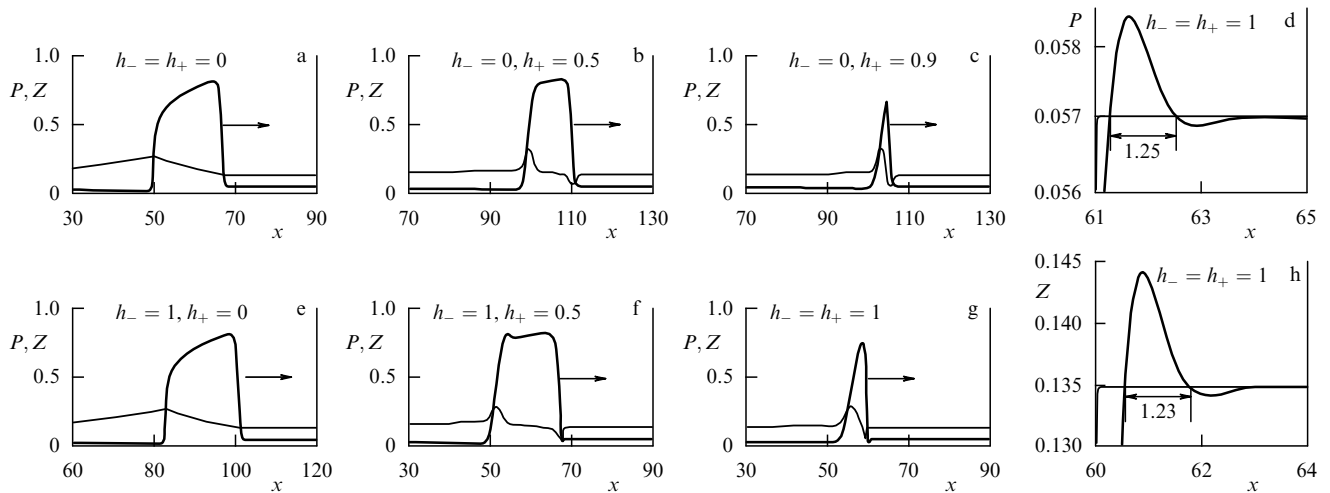 h₋ = h₊ = 0
a
P, Z
1.0
0.5
0
30
50
70
90
x
h₋ = 0, h₊ = 0.5
b
P, Z
1.0
0.5
0
70
90
110
130
x
h₋ = 0, h₊ = 0.9
c
P, Z
1.0
0.5
0
70
90
110
130
x
P
h₋ = h₊ = 1
d
0.058
0.057
0.056
1.25
61
63
65
x
h₋ = 1, h₊ = 0
e
P, Z
1.0
0.5
0
60
80
100
120
x
h₋ = 1, h₊ = 0.5
f
P, Z
1.0
0.5
0
30
50
70
90
x
h₋ = h₊ = 1
g
P, Z
1.0
0.5
0
30
50
70
90
x
0.145
Z
h₋ = h₊ = 1
h
0.140
0.135
0.130
1.23
60
62
64
x